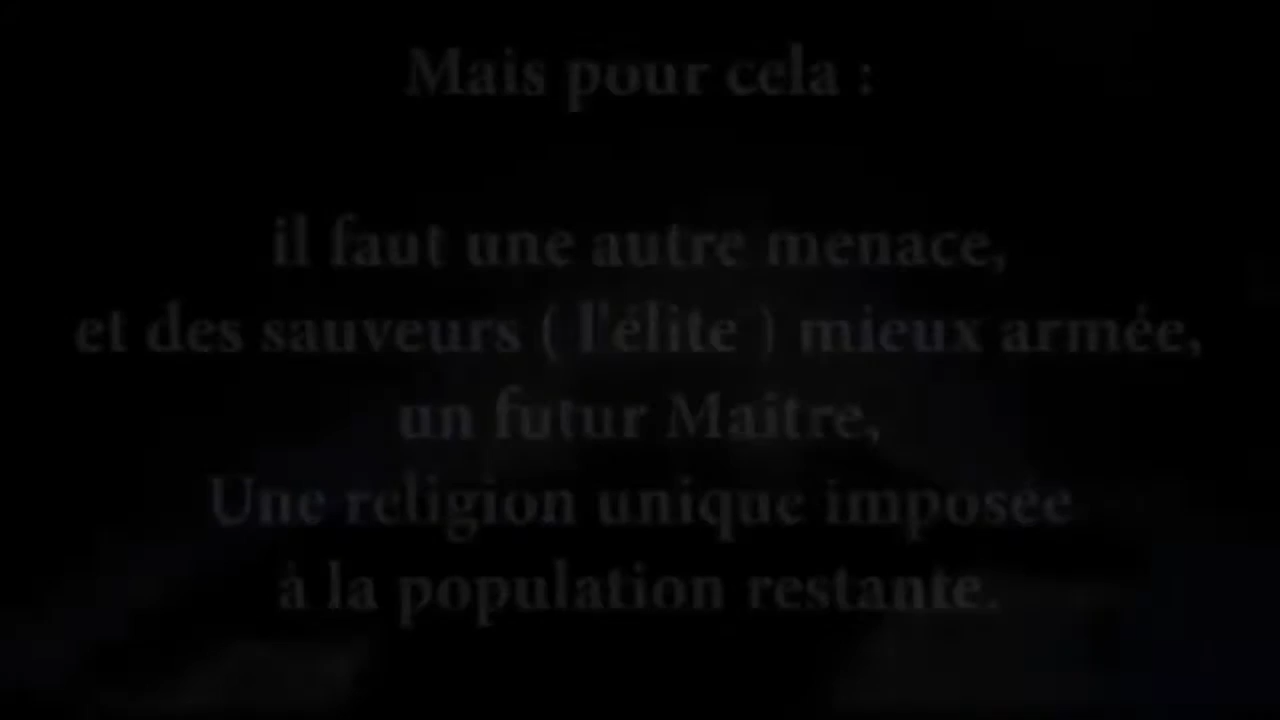 Mais pour cela :
il faut une autre menace,
et des sauveurs ( l'élite ) mieux armée,
un futur Maitre,
Une religion unique imposée
à la population restante.